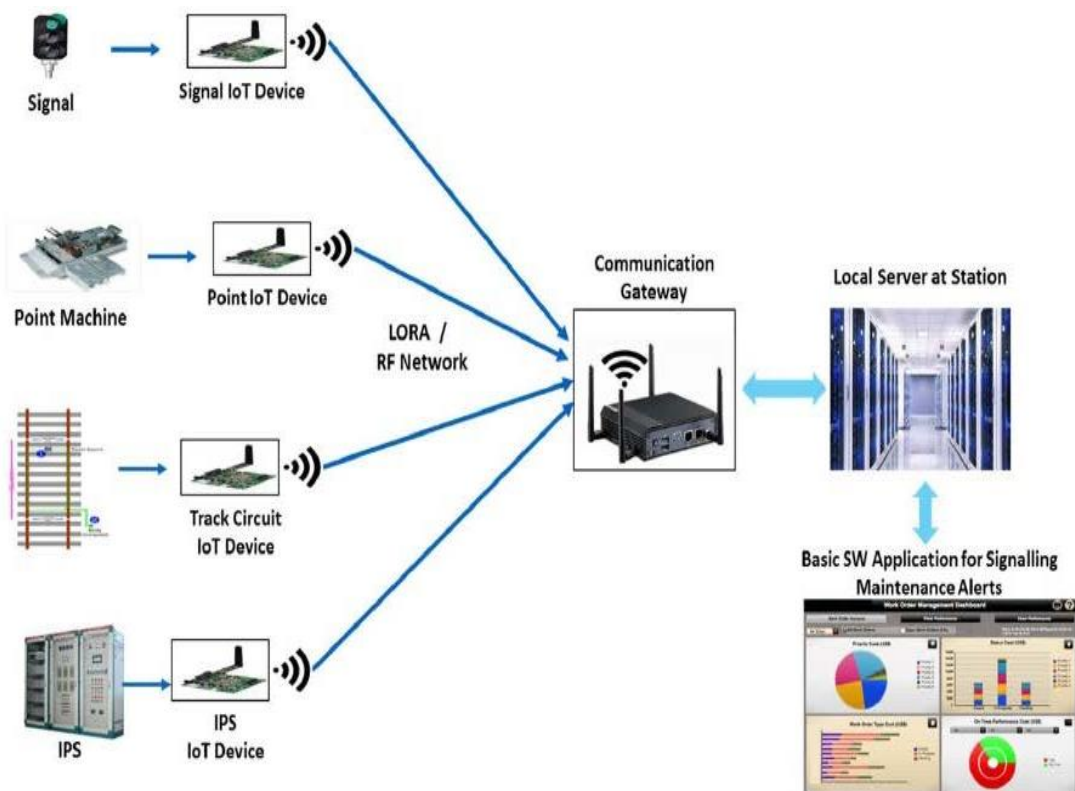 Signal
Signal IoT Device
Point Machine
Point IoT Device
LORA /
RF Network
Communication
Gateway
Local Server at Station
Track Circuit
IoT Device
Basic SW Application for Signalling
Maintenance Alerts
Work Order Management Dashboard
IPS
IPS
IoT Device